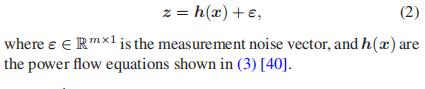 z = h(x) + ε, (2)
where ε ∈ ℝ^{m×1} is the measurement noise vector, and h(x) are
the power flow equations shown in (3) [40].